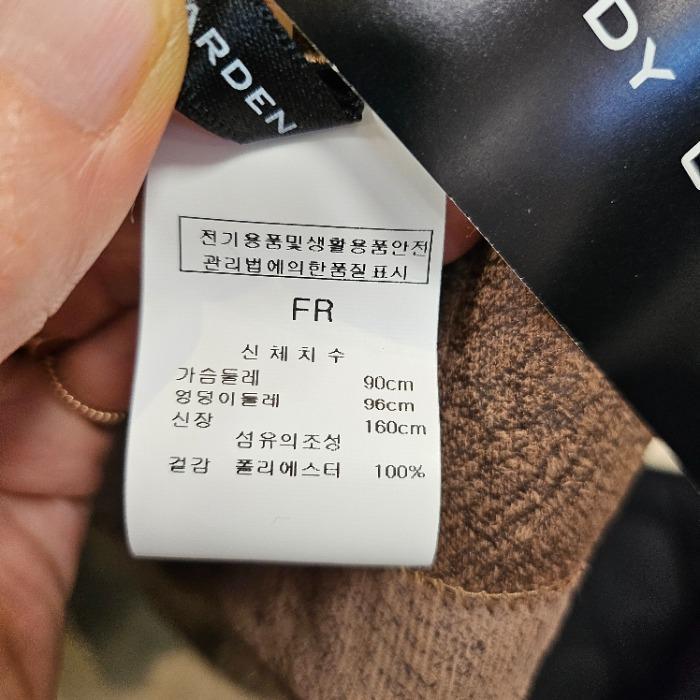 ARDEN
DY
전기용품및생활용품안전
관리법에의한품질표시
FR
신체치수
가슴둘레 90cm
엉덩이둘레 96cm
신장 160cm
섬유의조성
겉감 폴리에스터 100%